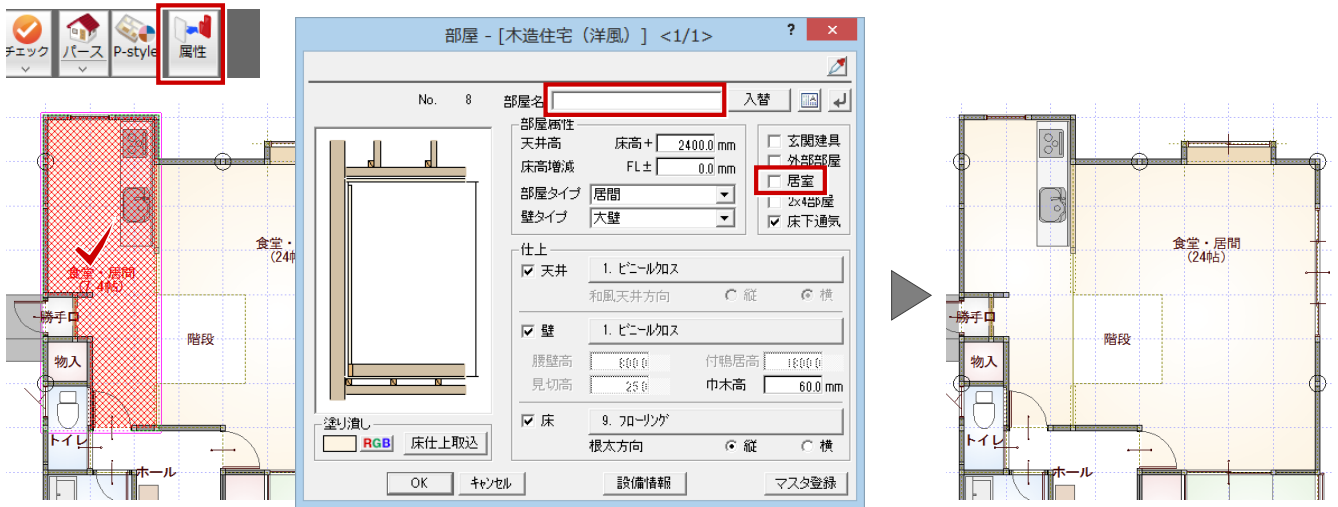 チェック
パース
P-style
属性
食堂・居間
(7.4帖)
食堂・
(24帖
勝手口
階段
物入
トイレ
ホール
部屋 - [木造住宅（洋風）] <1/1>
?
×
No. 8
部屋名
入替
部屋属性
天井高 床高+ 2400.0 mm
床高増減 FL± 0.0 mm
部屋タイプ 居間
壁タイプ 大壁
玄関建具
外部部屋
居室
2x4部屋
床下通気
仕上
天井 1. ﾋﾞﾆｰﾙｸﾛｽ
和風天井方向 縦 横
壁 1. ﾋﾞﾆｰﾙｸﾛｽ
腰壁高 800.0 付鴨居高 1800.0
見切高 25.0 巾木高 60.0 mm
床 9. ﾌﾛｰﾘﾝｸﾞ
根太方向 縦 横
塗り潰し
RGB 床仕上取込
OK ｷｬﾝｾﾙ 設備情報 マスタ登録
食堂・居間
(24帖)
勝手口
階段
物入
トイレ
ホール